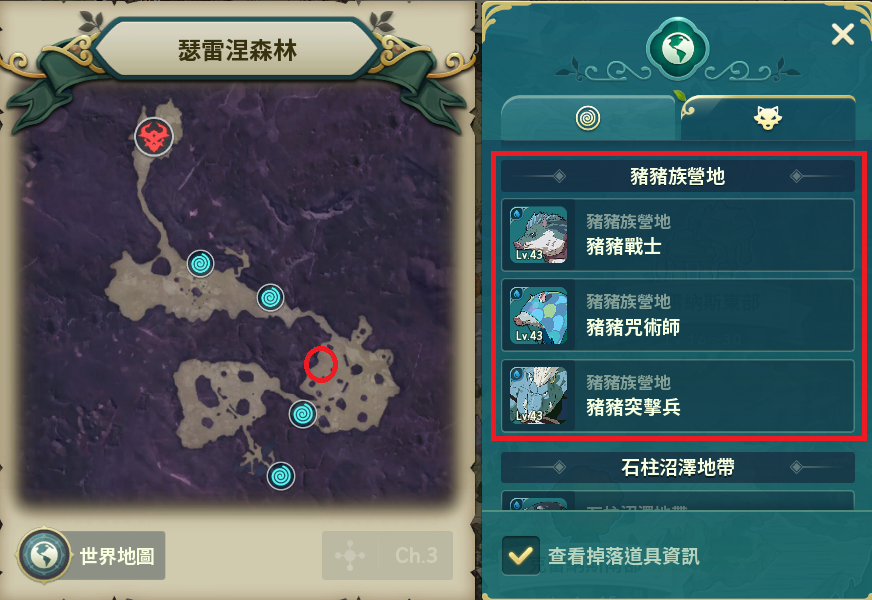 瑟雷涅森林
世界地圖
Ch.3
豬豬族營地
豬豬族營地
豬豬戰士
Lv.43
豬豬族營地
豬豬咒術師
Lv.43
豬豬族營地
豬豬突擊兵
Lv.43
石柱沼澤地帶
查看掉落道具資訊